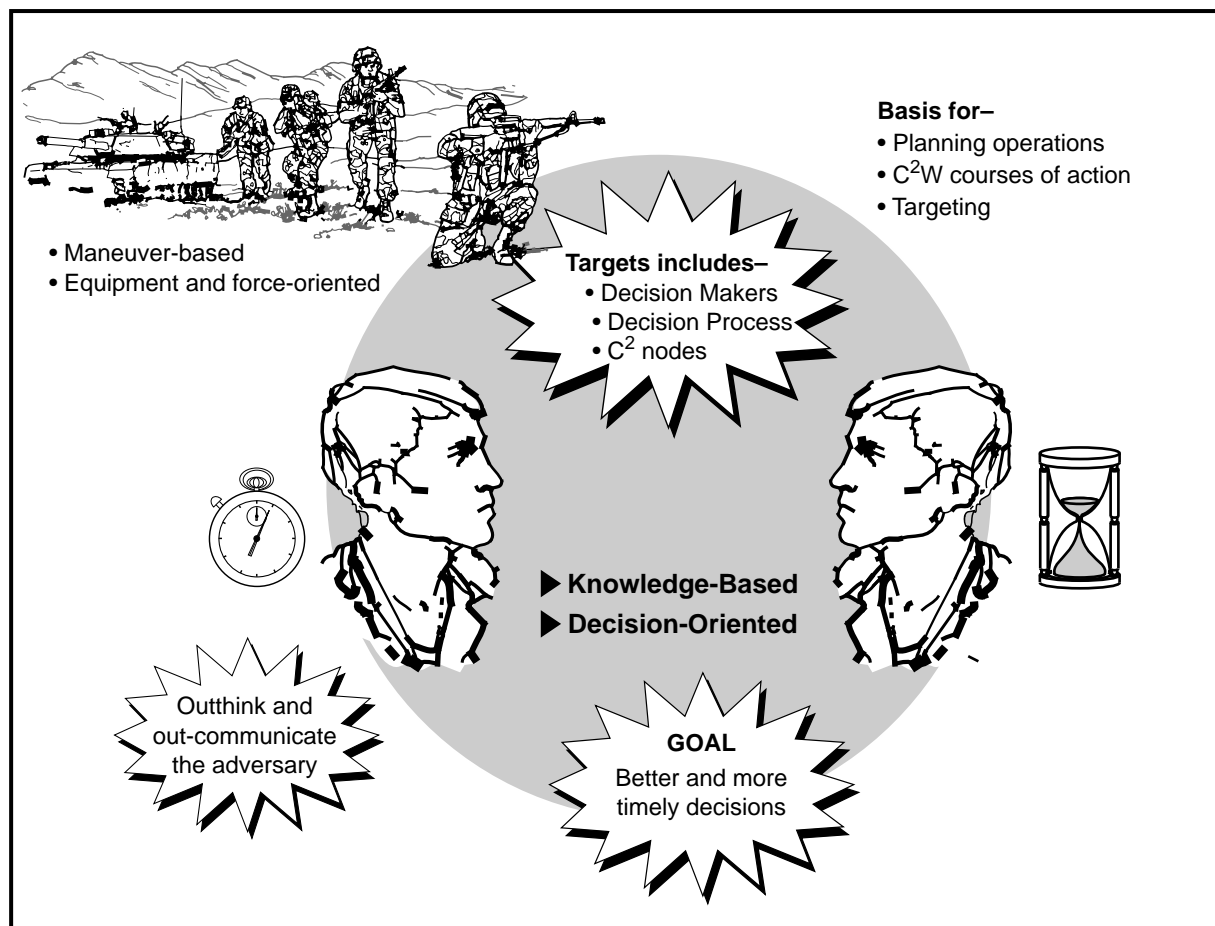 • Maneuver-based
• Equipment and force-oriented
Basis for–
• Planning operations
• C²W courses of action
• Targeting
Targets includes–
• Decision Makers
• Decision Process
• C² nodes
▶ Knowledge-Based
▶ Decision-Oriented
Outthink and
out-communicate
the adversary
GOAL
Better and more
timely decisions